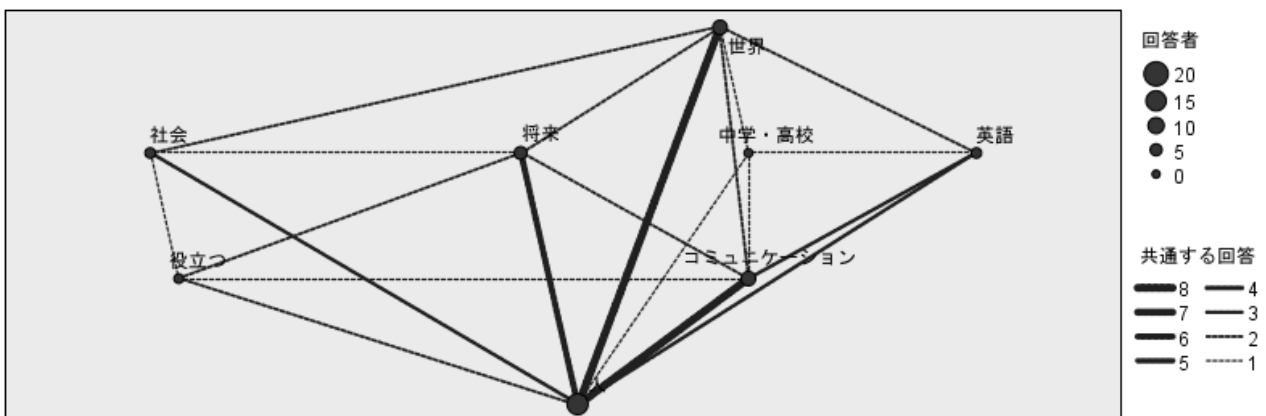 世界
回答者
20
15
10
5
0
社会
将来
中学・高校
英語
役立つ
コミュニケーション
共通する回答
8 4
7 3
6 2
5 1